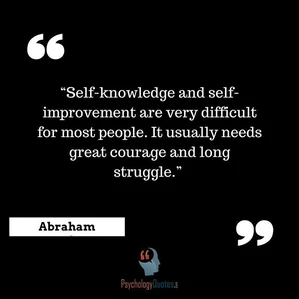 “Self-knowledge and self-
improvement are very difficult
for most people. It usually needs
great courage and long
struggle.”
Abraham
PsychologyQuotes.